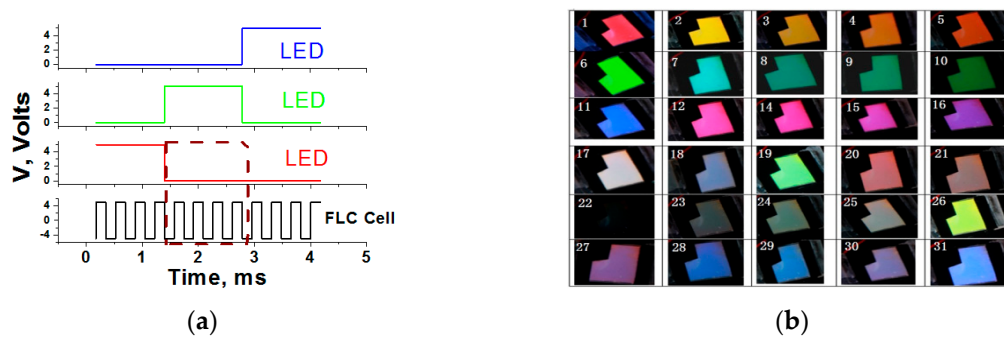 4
2
0
LED
4
2
0
LED
V, Volts
4
2
0
LED
4
0
-4
FLC Cell
0 1 2 3 4 5
Time, ms
(a)
1 2 3 4 5
6 7 8 9 10
11 12 14 15 16
17 18 19 20 21
22 23 24 25 26
27 28 29 30 31
(b)